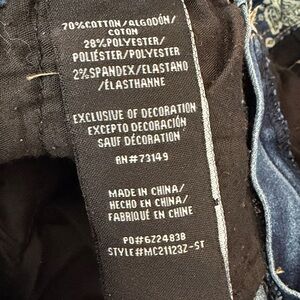 70%COTTON/ALGODÓN/
COTON
28%POLYESTER/
POLIÉSTER/POLYESTER
2%SPANDEX/ELASTANO
/ÉLASTHANNE
EXCLUSIVE OF DECORATION
EXCEPTO DECORACIÓN
SAUF DÉCORATION
RN#73149
MADE IN CHINA/
HECHO EN CHINA/
FABRIQUÉ EN CHINE
PO#6Z2483B
STYLE#MC21123Z-ST